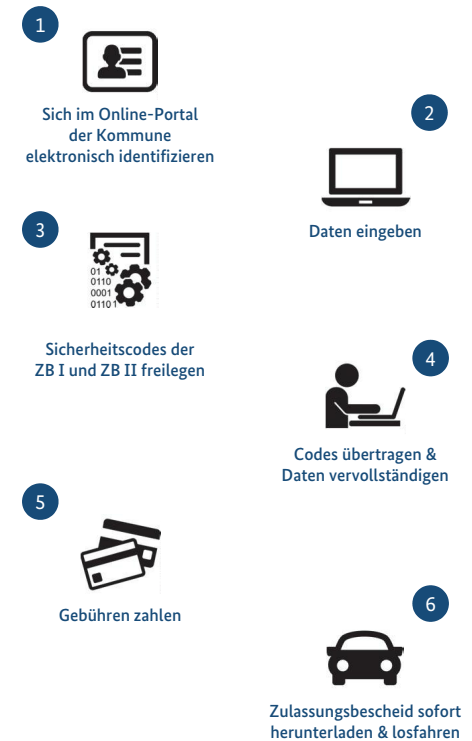 1
Sich im Online-Portal
der Kommune
elektronisch identifizieren
2
Daten eingeben
3
01
0110
0001
01101
Sicherheitscodes der
ZB I und ZB II freilegen
4
Codes übertragen &
Daten vervollständigen
5
Gebühren zahlen
6
Zulassungsbescheid sofort
herunterladen & losfahren